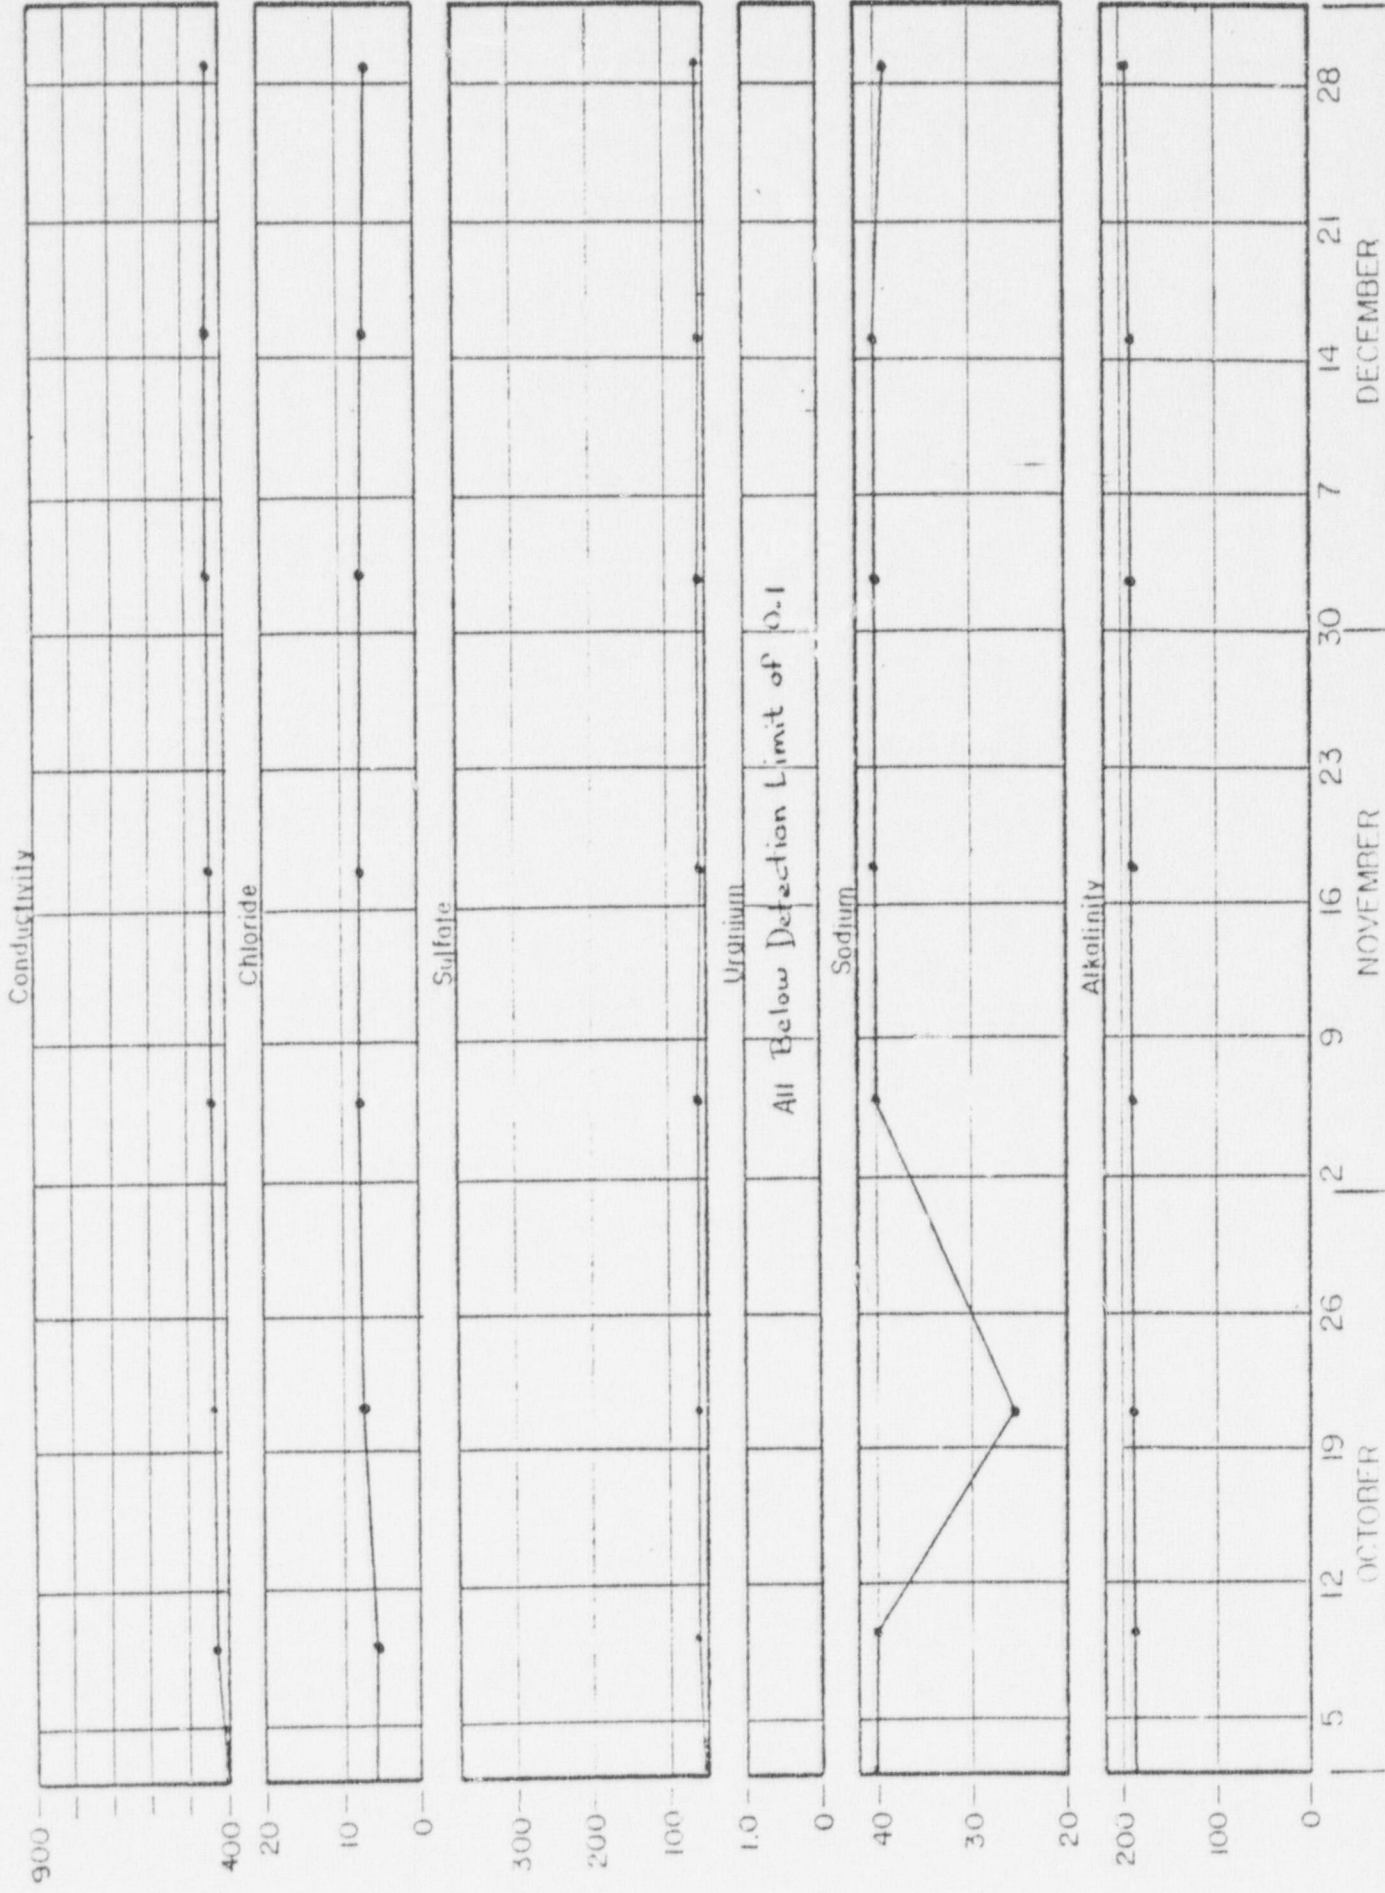 Conductivity
900
400
Chloride
20
10
0
Sulfate
300
200
100
Uranium
All Below Detection Limit of 0.1
1.0
0
Sodium
40
30
20
Alkalinity
200
100
0
5 12 19 26 2 9 16 23 30 7 14 21 28
OCTOBER NOVEMBER DECEMBER